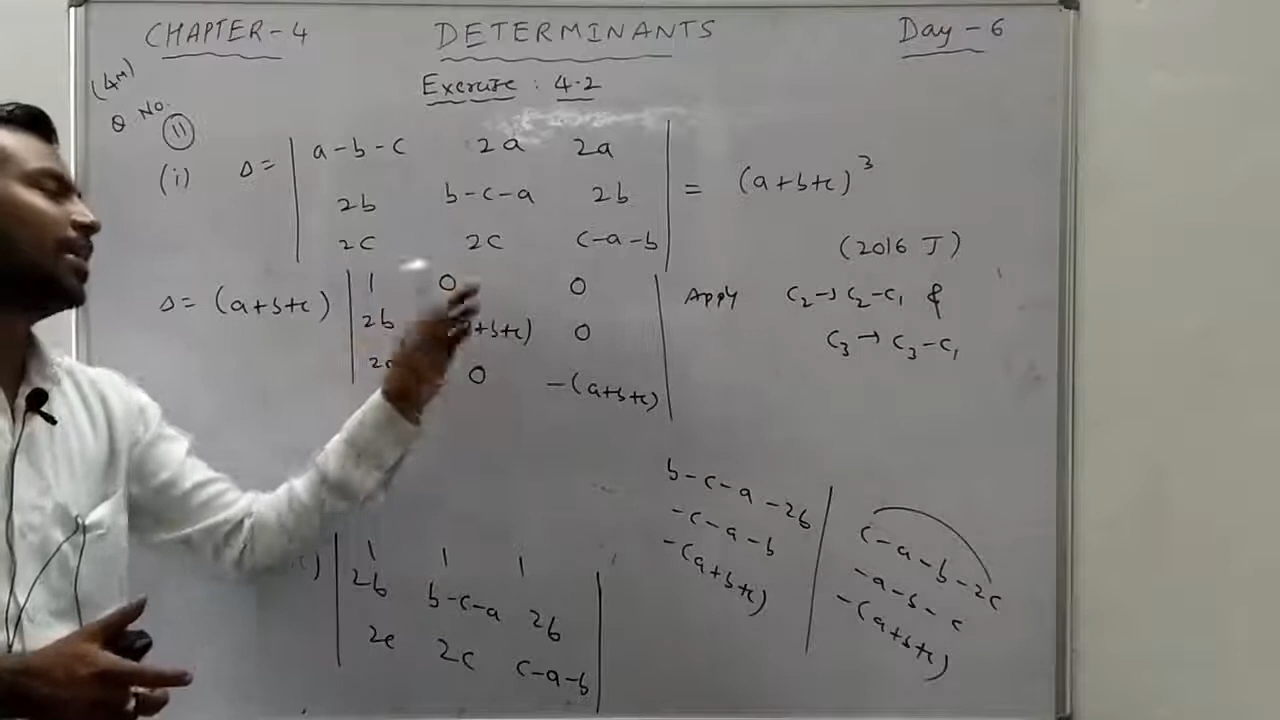 CHAPTER-4 DETERMINANTS Day-6
(4M) Exercise : 4.2
Q No. 11
(i) Δ= | a-b-c 2a 2a | = (a+b+c)³
2b b-c-a 2b
2c 2c c-a-b
(2016 J)
Δ= (a+b+c) | 1 0 0 | Apply C₂→C₂-C₁ &
2b +b+c) 0 C₃→C₃-C₁
0 -(a+b+c)
b-c-a-2b | c-a-b-2c
-c-a-b | -a-b-c
-(a+b+c) | -(a+b+c)
) | 1 1 1 |
2b b-c-a 2b
2c 2c c-a-b